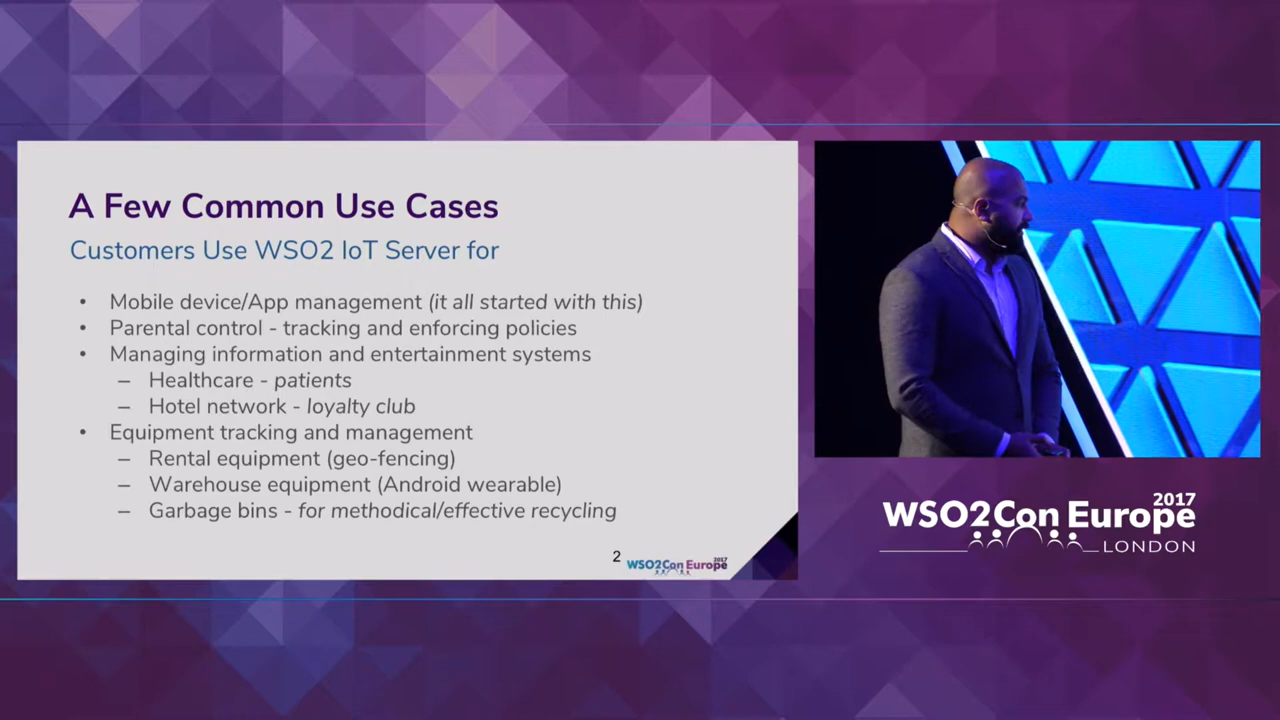 A Few Common Use Cases
Customers Use WSO2 IoT Server for
• Mobile device/App management (it all started with this)
• Parental control - tracking and enforcing policies
• Managing information and entertainment systems
– Healthcare - patients
– Hotel network - loyalty club
• Equipment tracking and management
– Rental equipment (geo-fencing)
– Warehouse equipment (Android wearable)
– Garbage bins - for methodical/effective recycling
2
WSO2Con Europe 2017
WSO2Con Europe 2017
LONDON